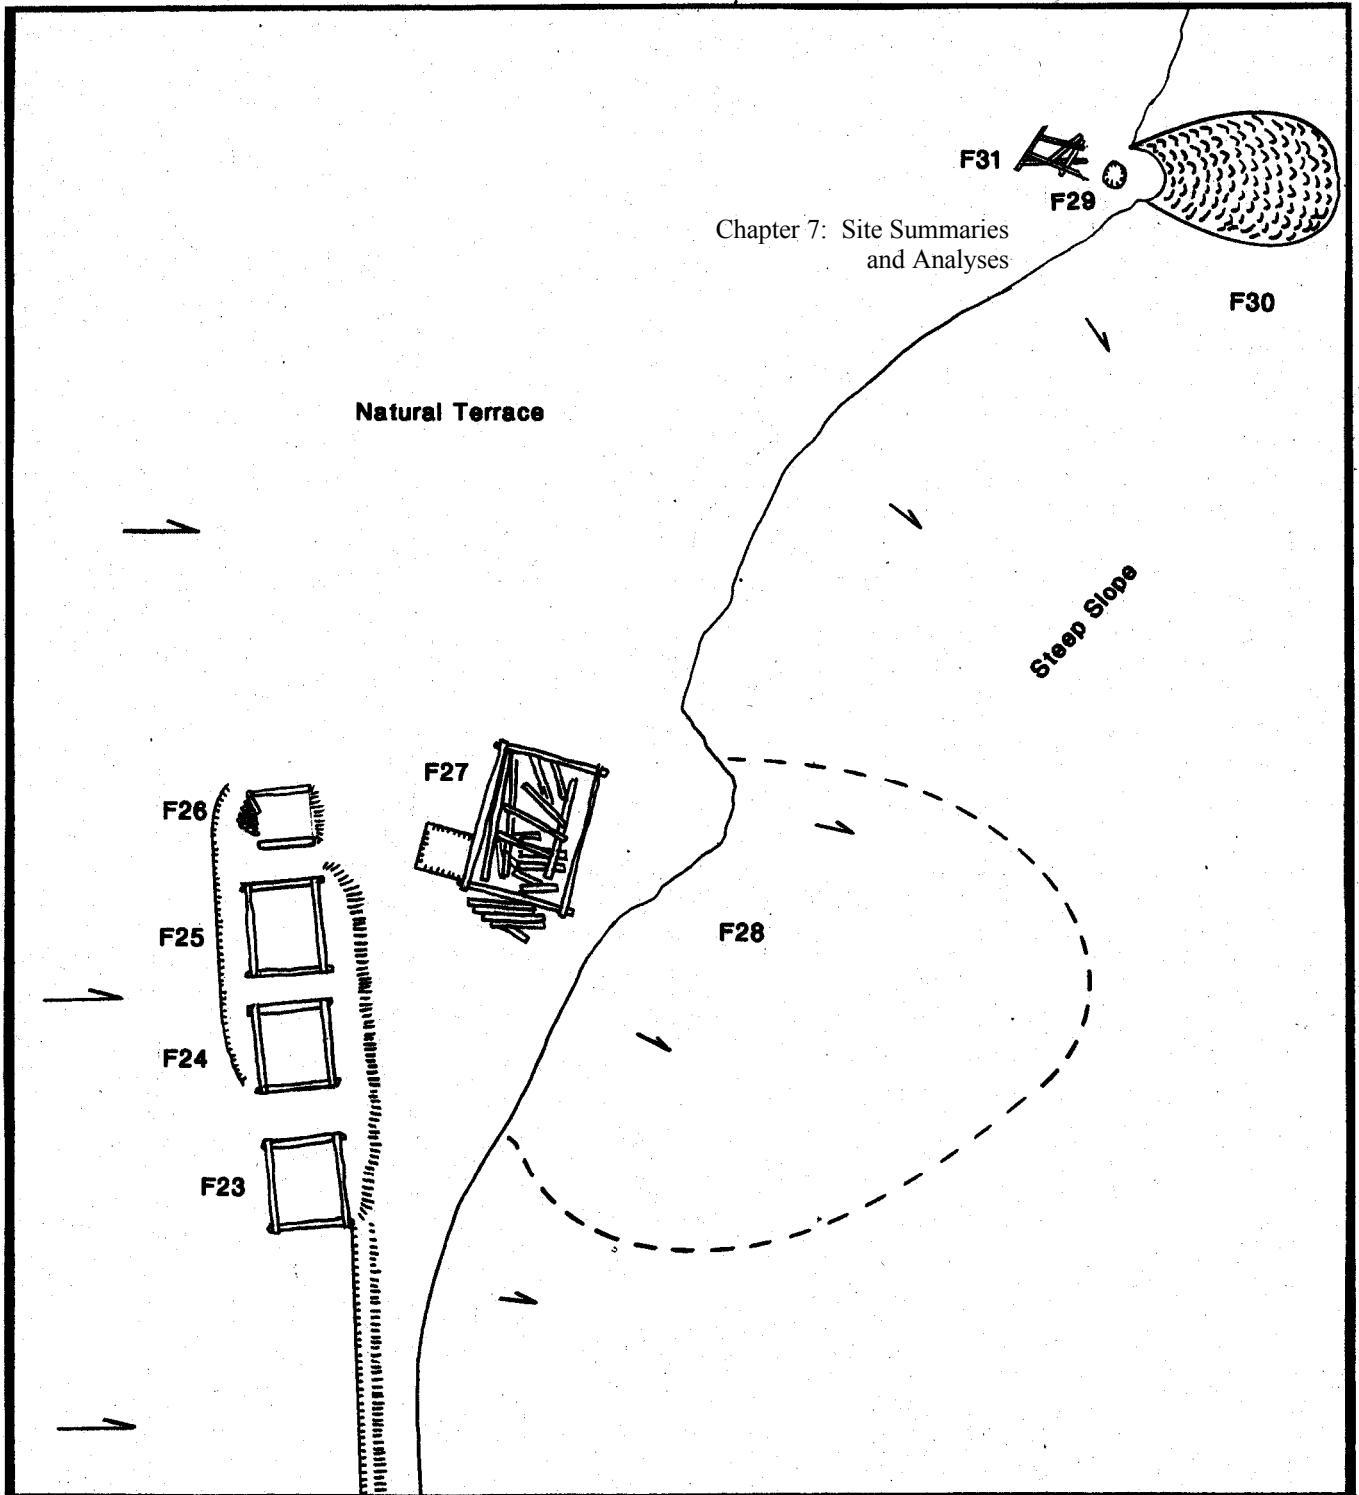 F31
F29
Chapter 7: Site Summaries
and Analyses
F30
Natural Terrace
Steep Slope
F27
F26
F28
F25
F24
F23